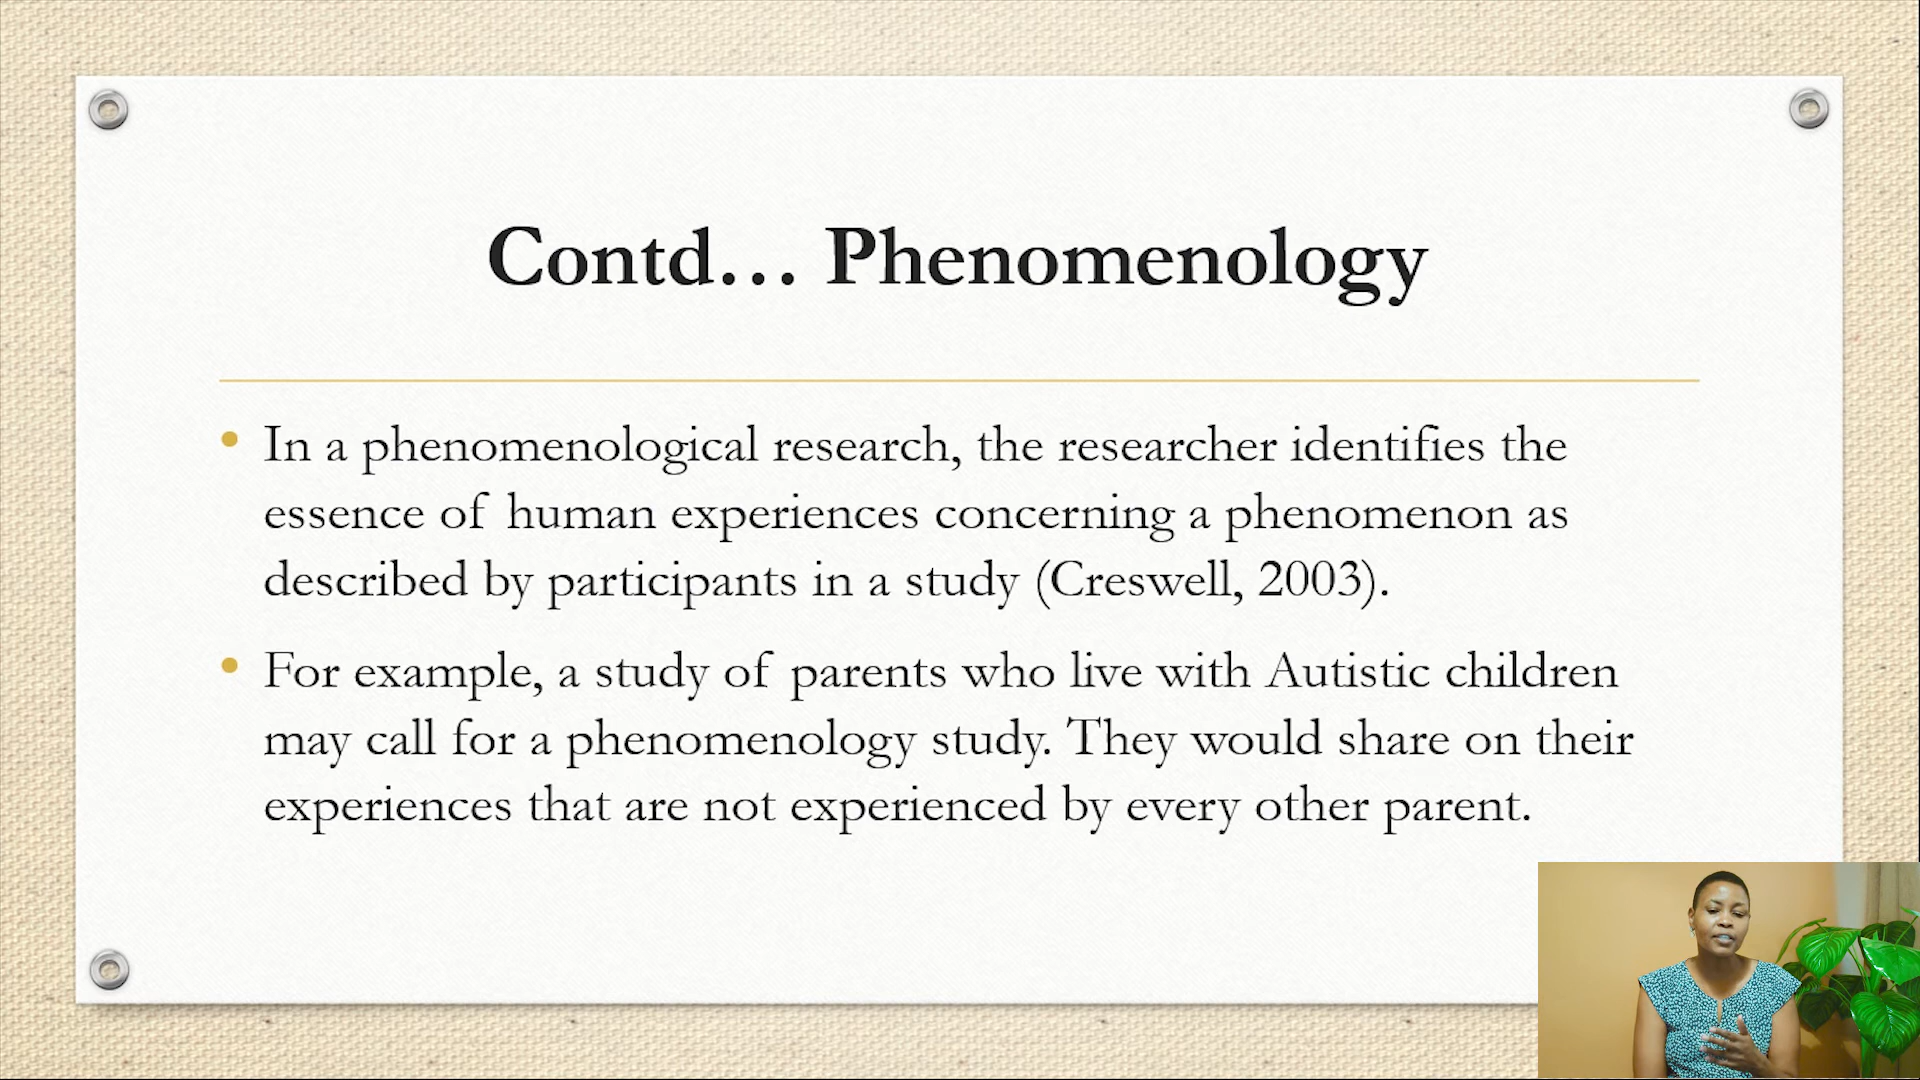 Contd… Phenomenology
• In a phenomenological research, the researcher identifies the
essence of human experiences concerning a phenomenon as
described by participants in a study (Creswell, 2003).
• For example, a study of parents who live with Autistic children
may call for a phenomenology study. They would share on their
experiences that are not experienced by every other parent.